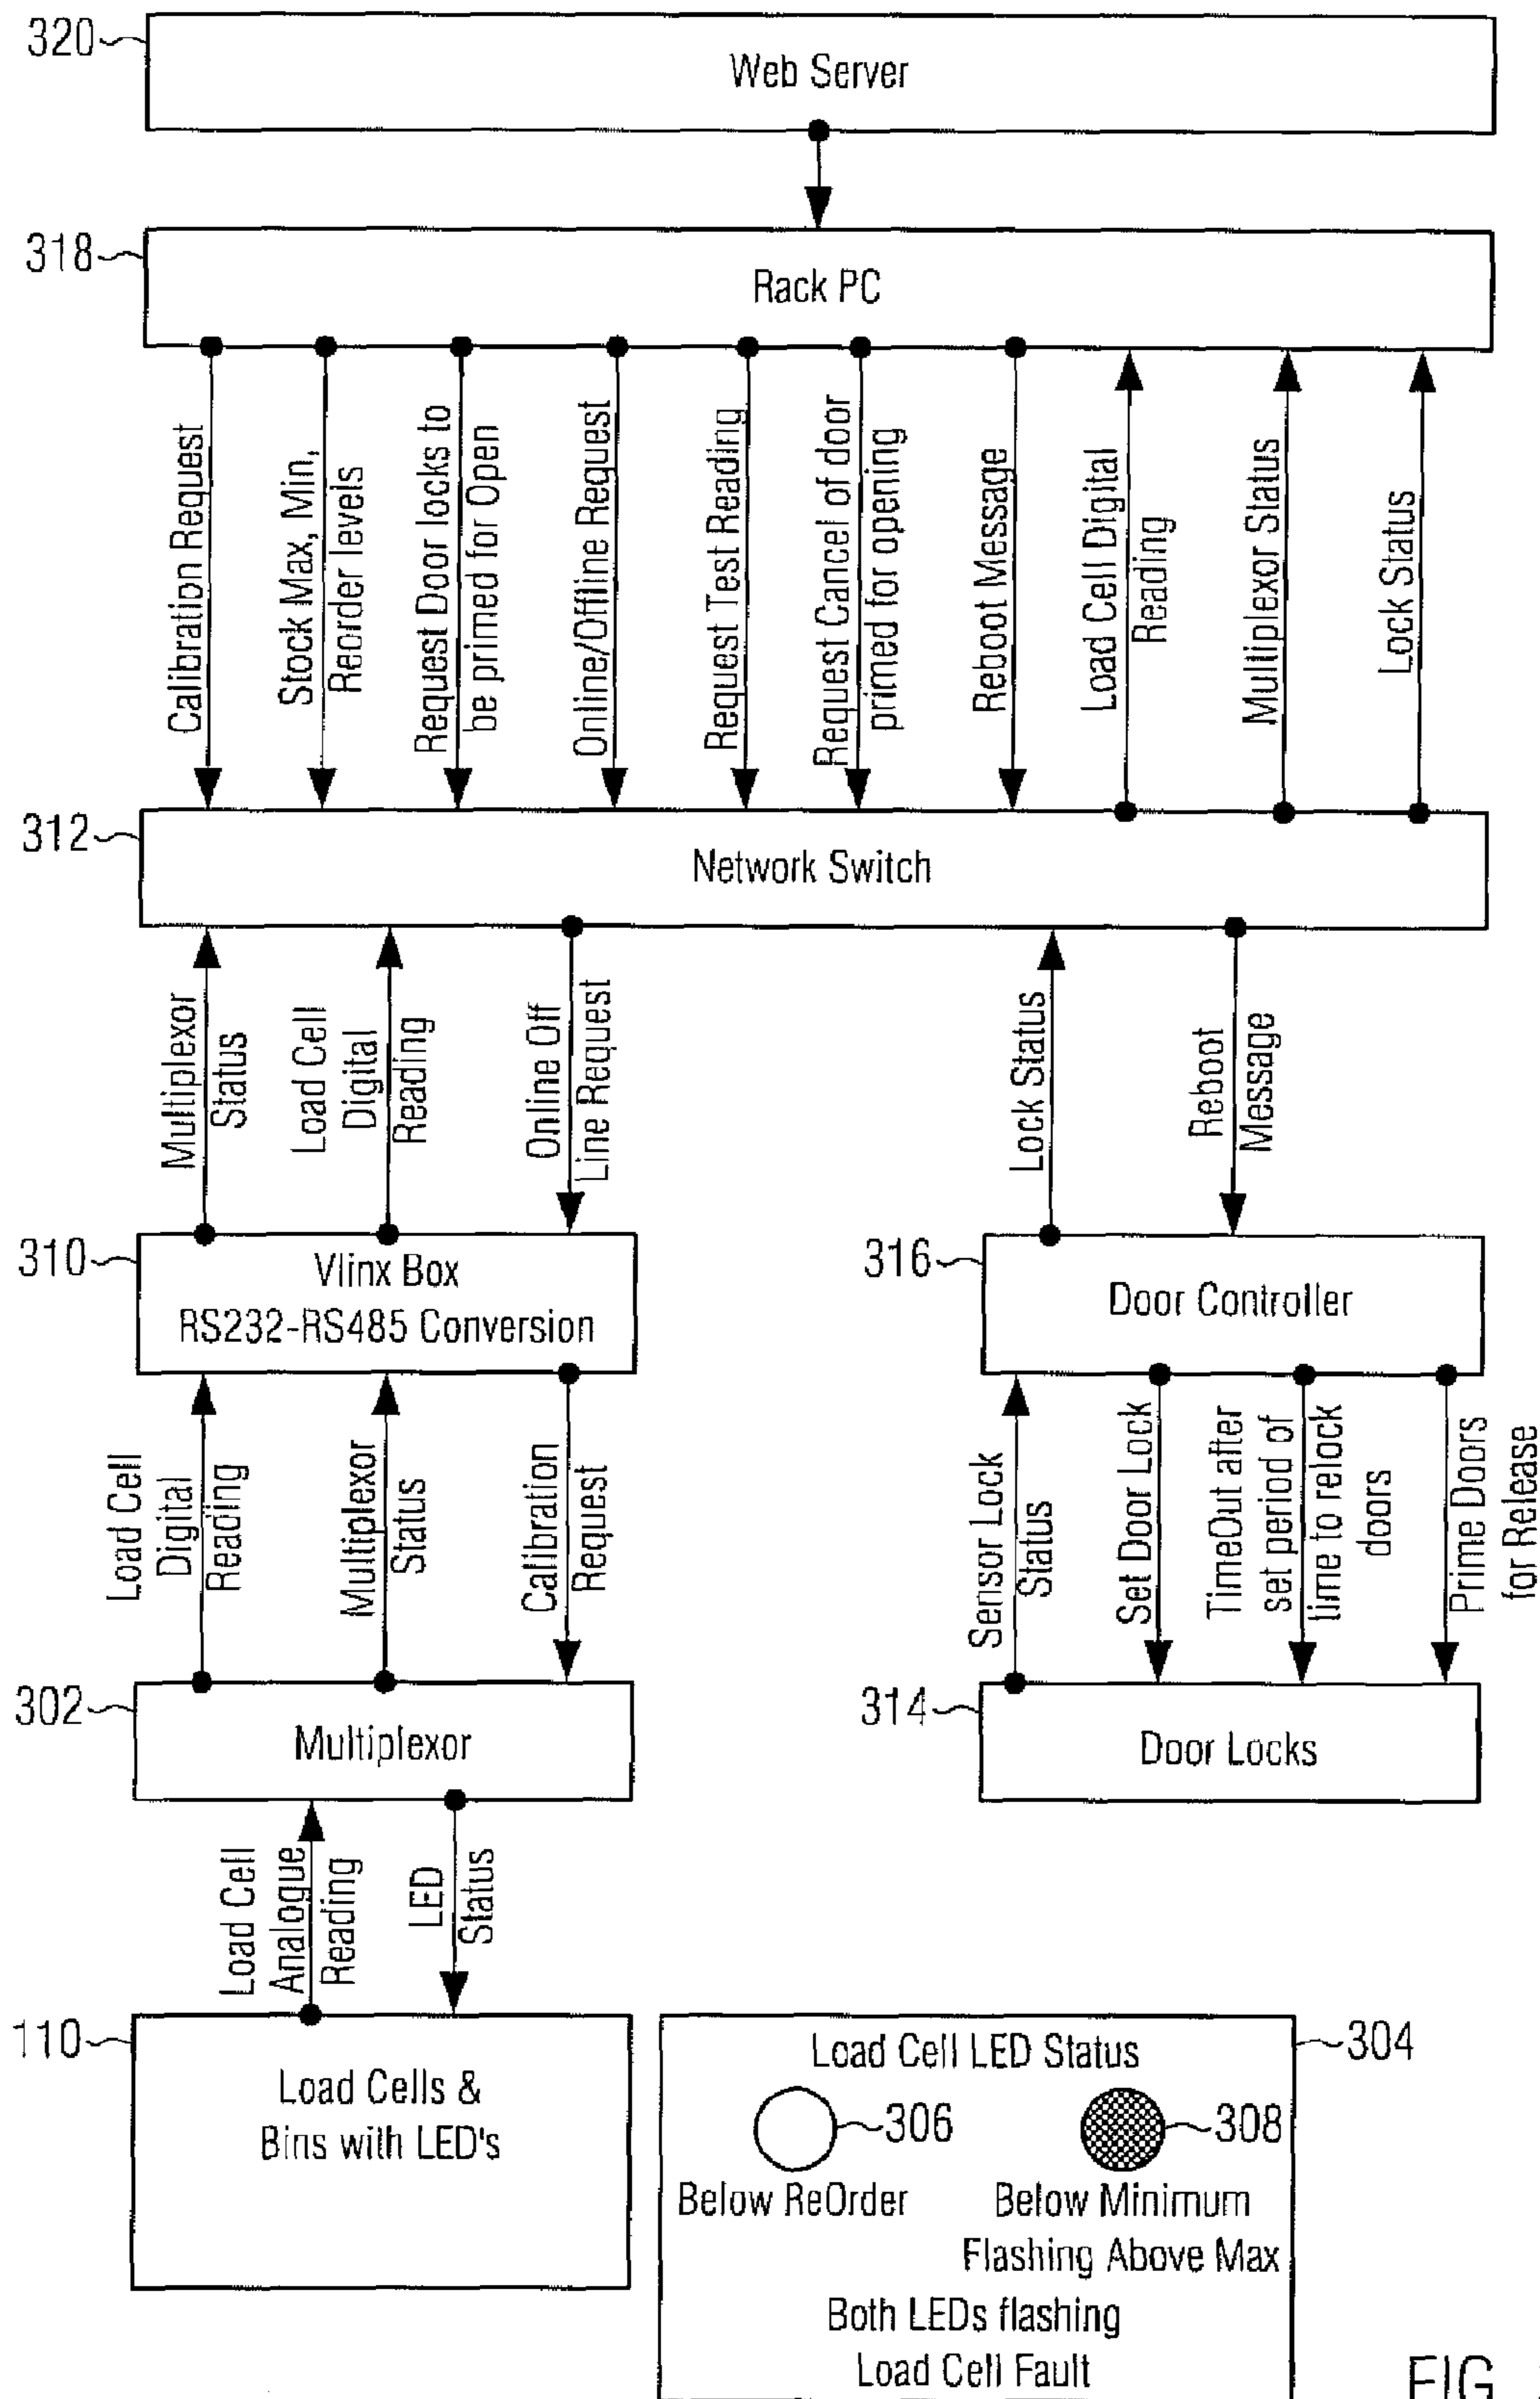 320
Web Server
318
Rack PC
Calibration Request
Stock Max, Min,
Reorder levels
Request Door locks to
be primed for Open
Online/Offline Request
Request Test Reading
Request Cancel of door
primed for opening
Reboot Message
Load Cell Digital
Reading
Multiplexor Status
Lock Status
312
Network Switch
Multiplexor
Status
Load Cell
Digital
Reading
Online Off
Line Request
Lock Status
Reboot
Message
310
Vlinx Box
RS232-RS485 Conversion
316
Door Controller
Load Cell
Digital
Reading
Multiplexor
Status
Calibration
Request
Sensor Lock
Status
Set Door Lock
TimeOut after
set period of
time to relock
doors
Prime Doors
for Release
302
Multiplexor
314
Door Locks
Load Cell
Analogue
Reading
LED
Status
110
Load Cells &
Bins with LED's
304
Load Cell LED Status
306
308
Below ReOrder
Below Minimum
Flashing Above Max
Both LEDs flashing
Load Cell Fault
FIG